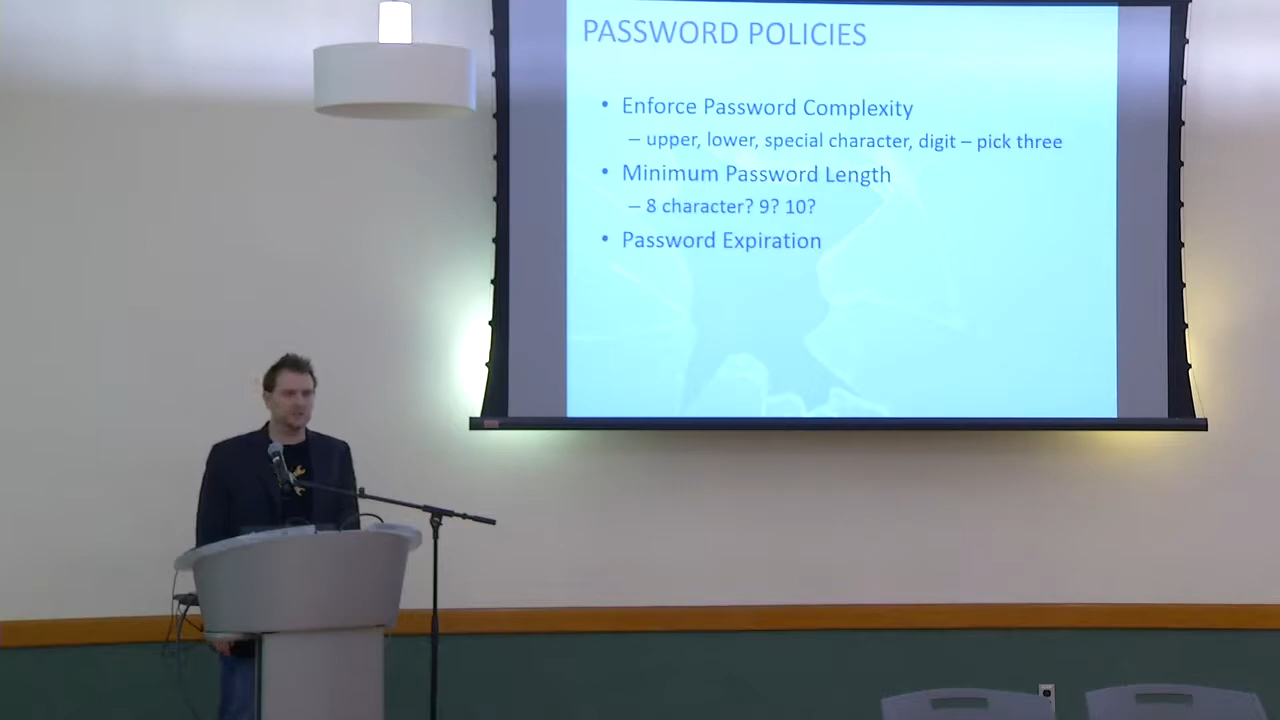 PASSWORD POLICIES
• Enforce Password Complexity
– upper, lower, special character, digit – pick three
• Minimum Password Length
– 8 character? 9? 10?
• Password Expiration